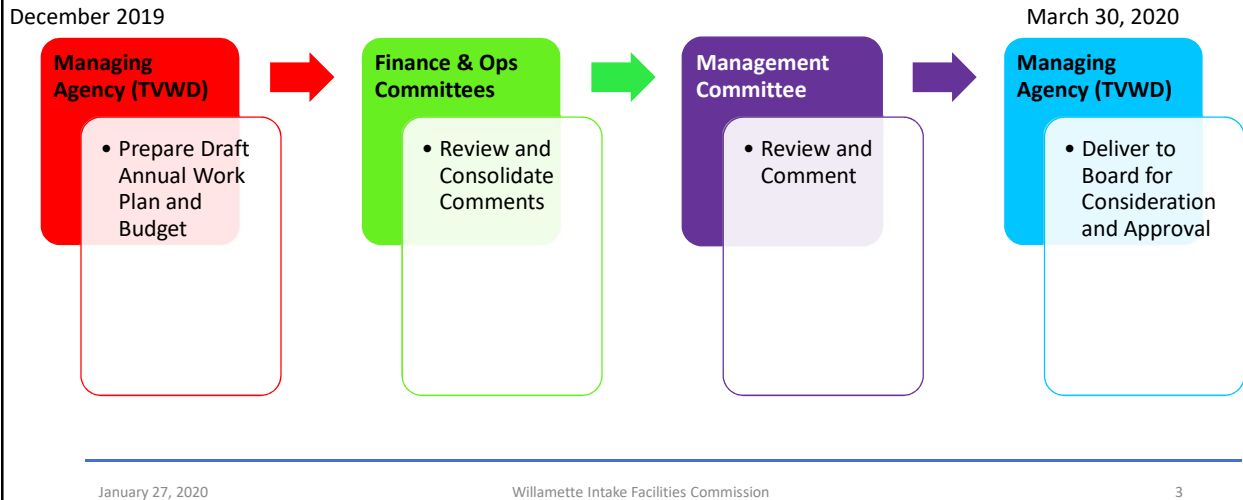 December 2019
March 30, 2020
Managing
Agency (TVWD)
• Prepare Draft
Annual Work
Plan and
Budget
Finance & Ops
Committees
• Review and
Consolidate
Comments
Management
Committee
• Review and
Comment
Managing
Agency (TVWD)
• Deliver to
Board for
Consideration
and Approval
January 27, 2020
Willamette Intake Facilities Commission
3